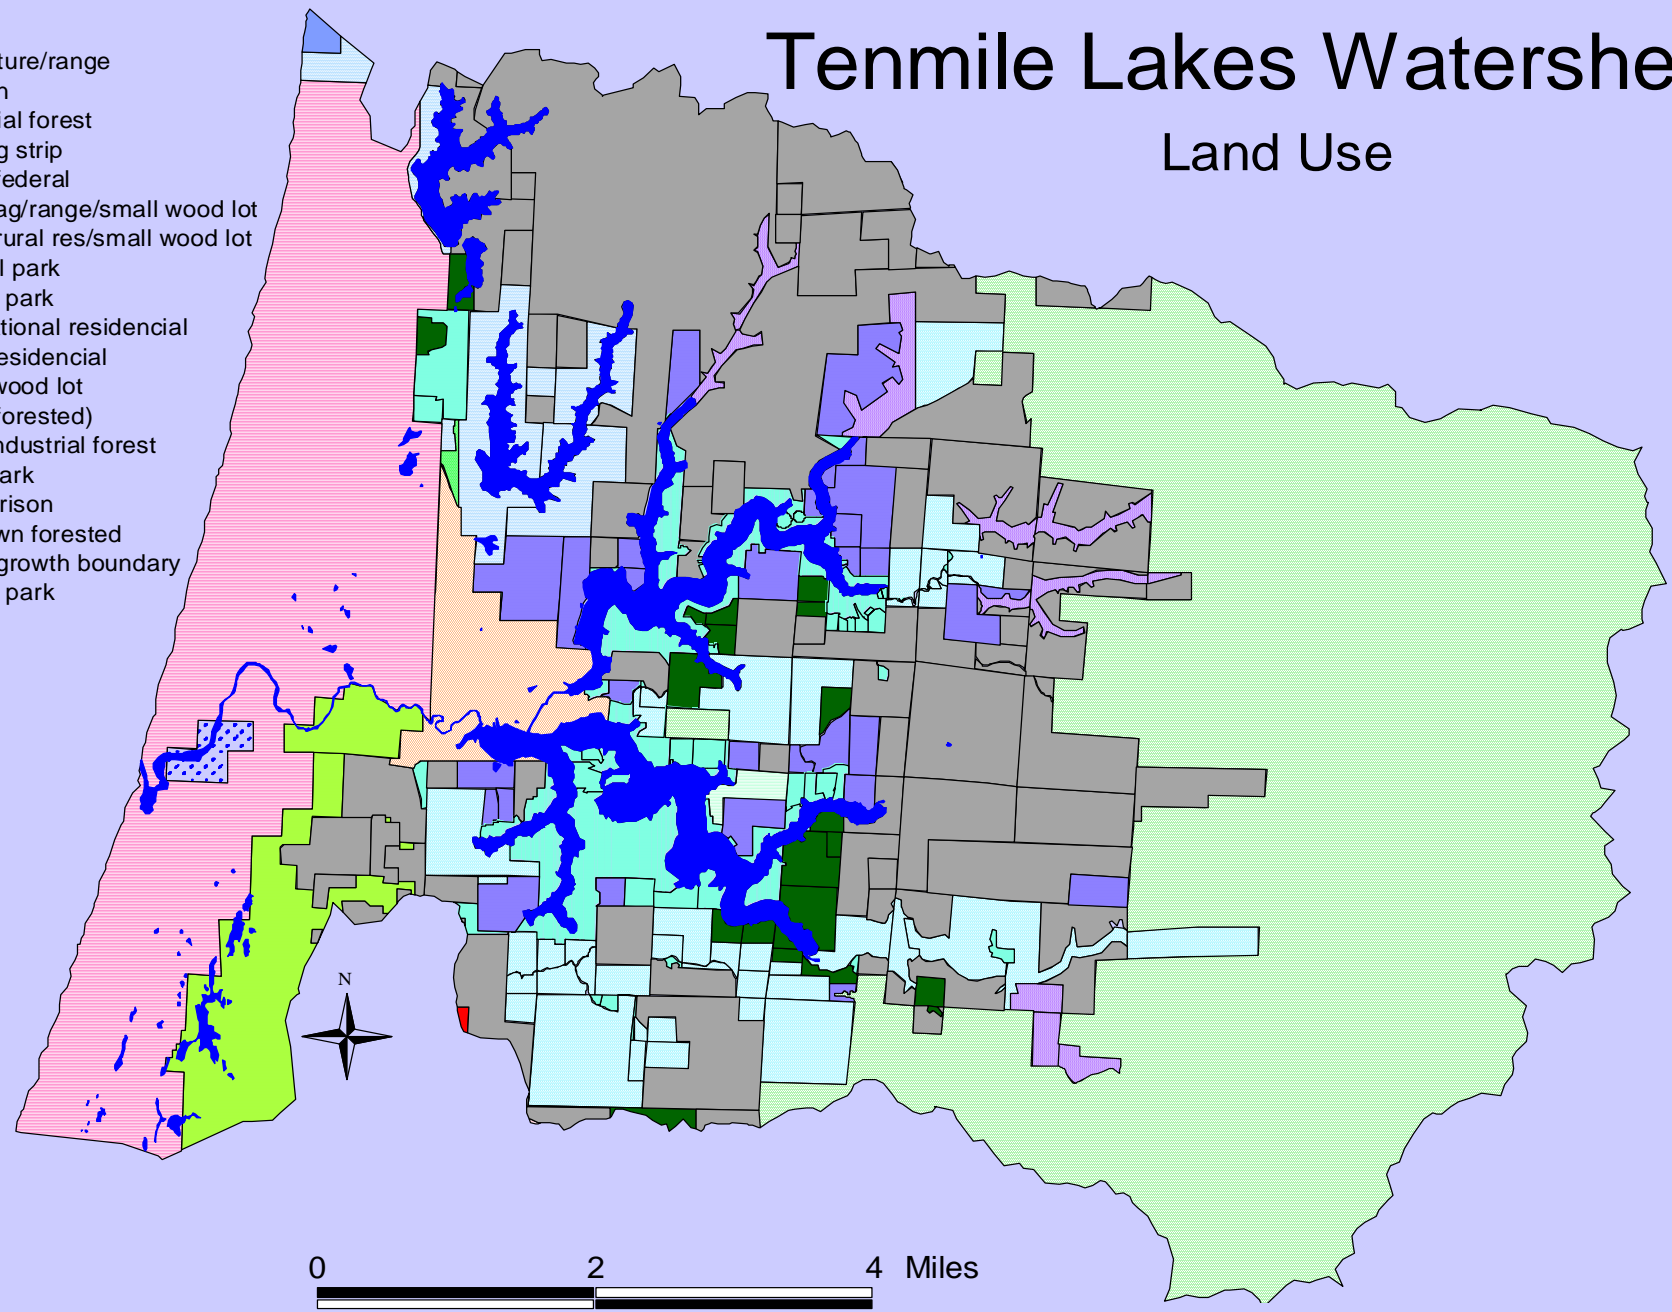 Tenmile Lakes Watershe
Land Use
ture/range
n
ial forest
g strip
federal
ag/range/small wood lot
rural res/small wood lot
l park
park
tional residencial
esidencial
wood lot
forested)
ndustrial forest
ark
rison
wn forested
growth boundary
park
N
0 2 4 Miles